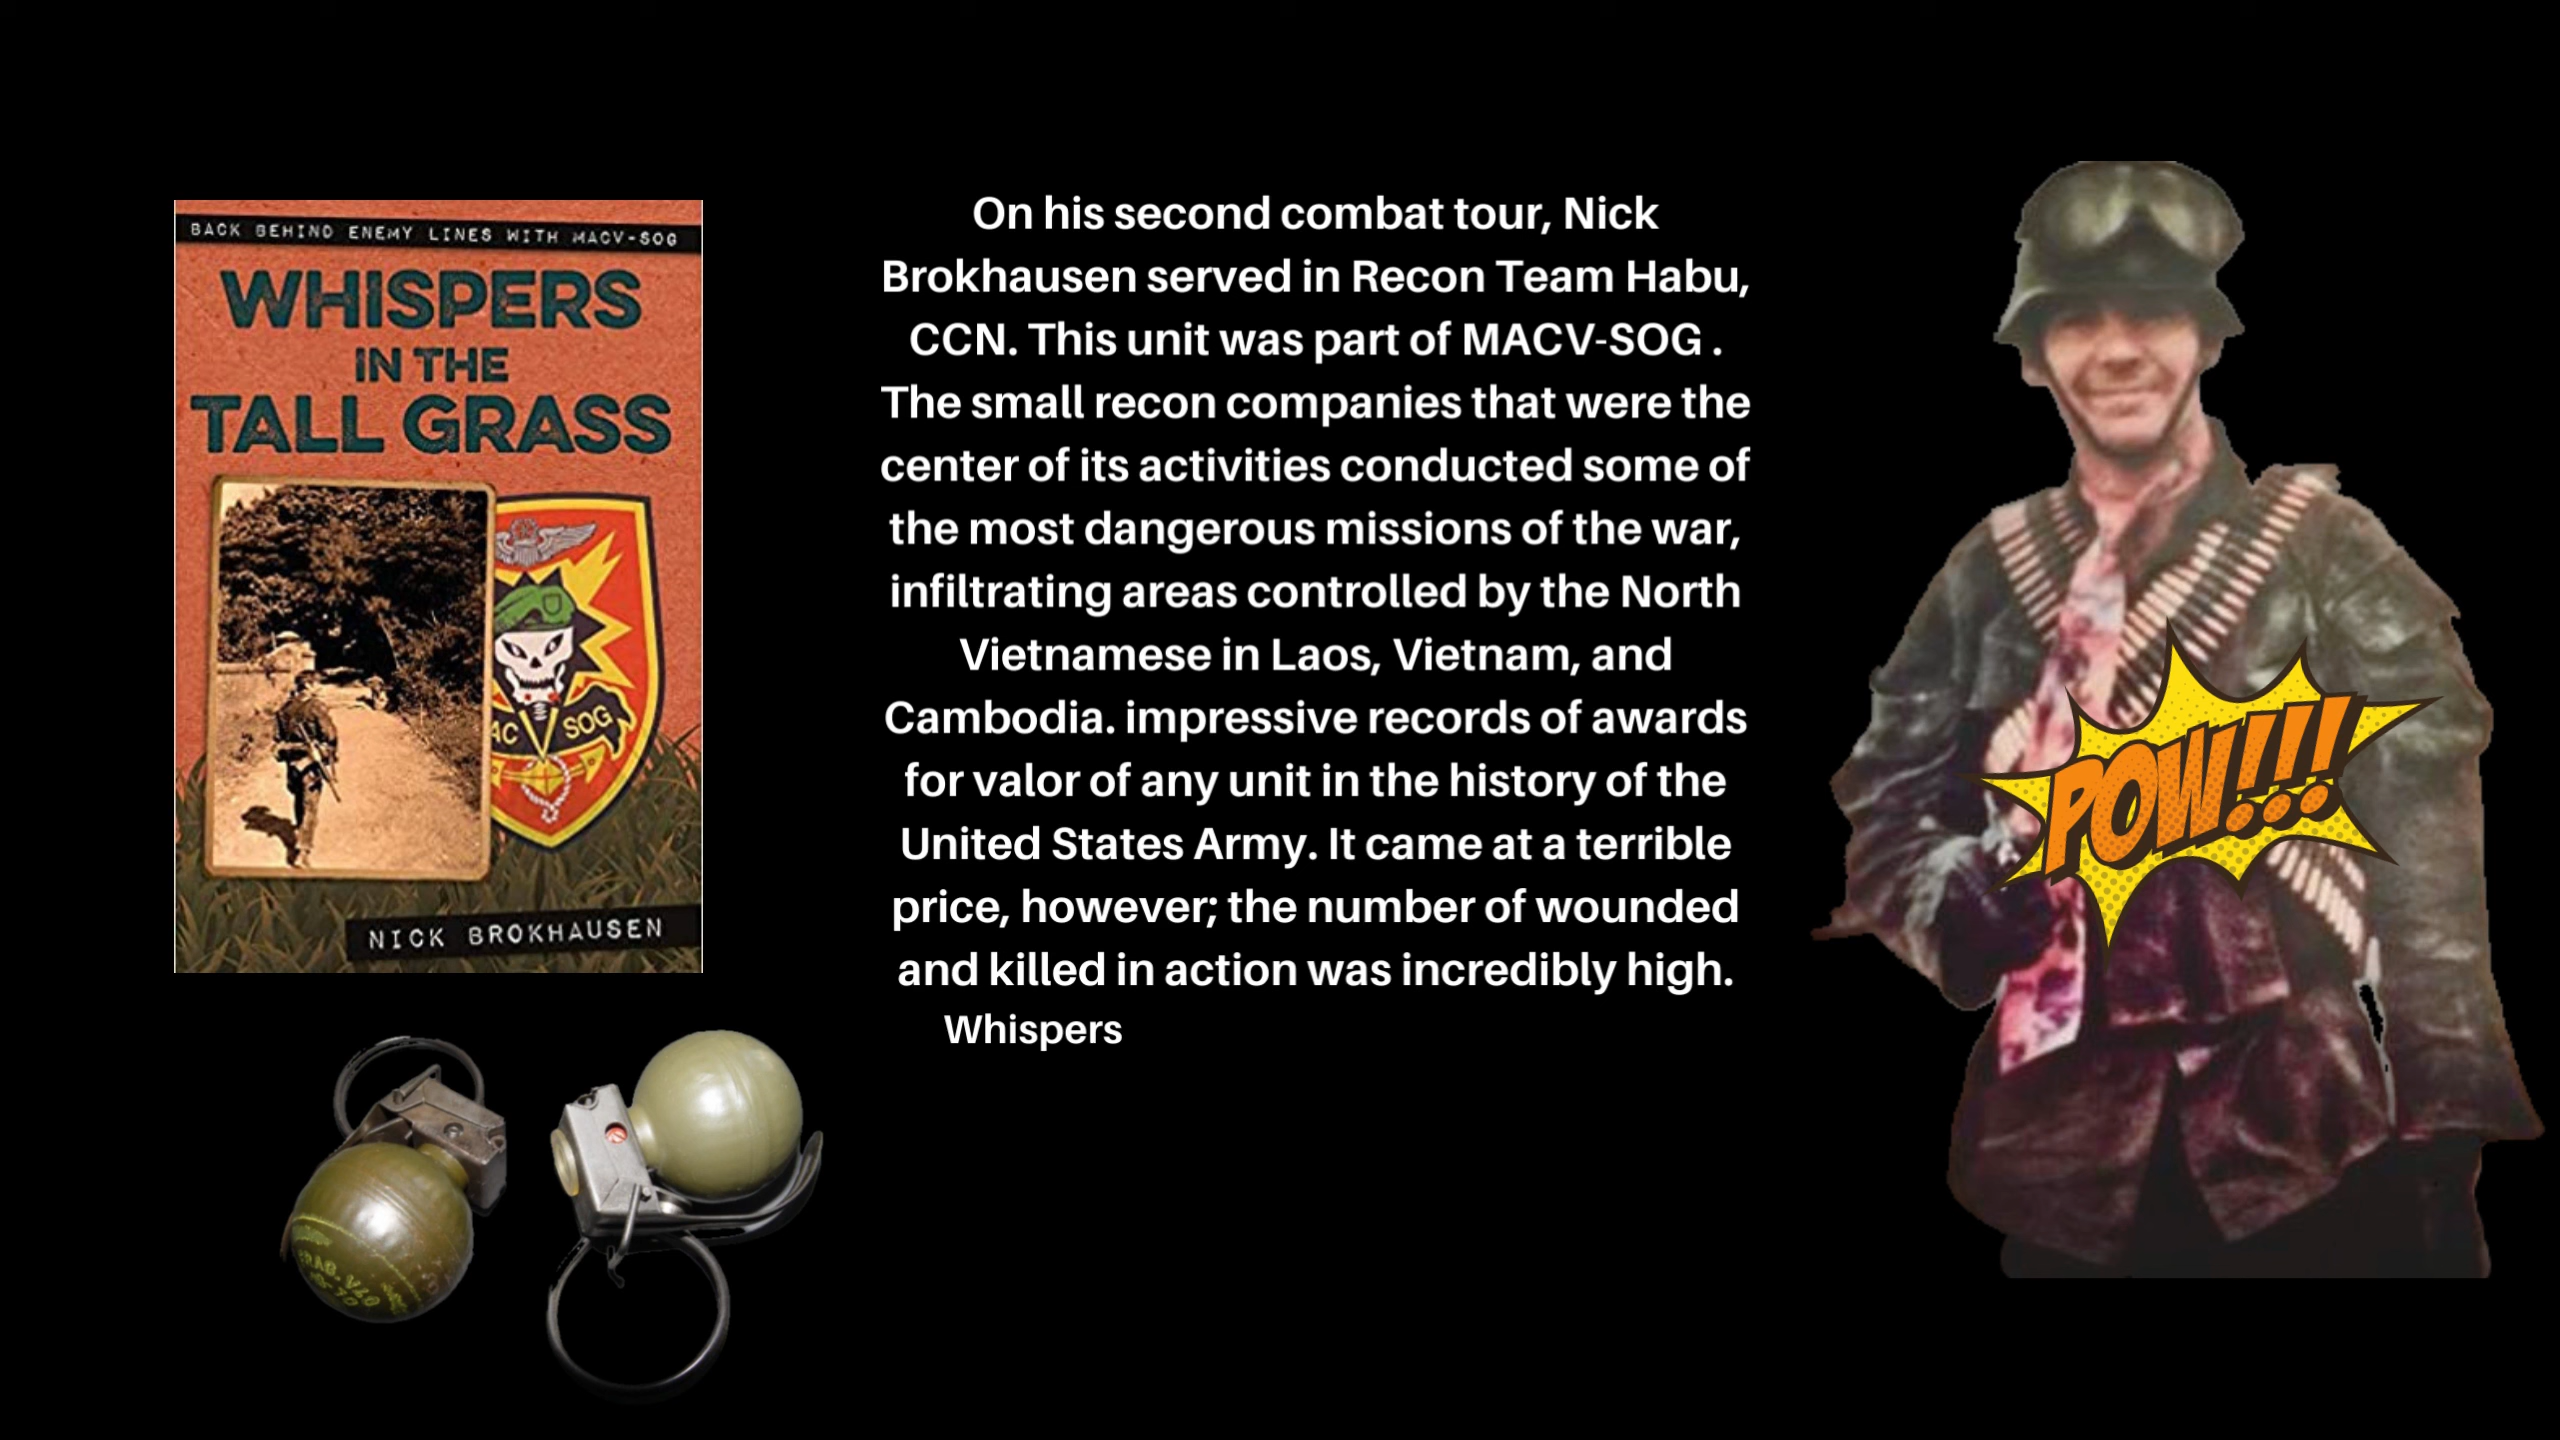 BACK BEHIND ENEMY LINES WITH MACV-SOG
WHISPERS
IN THE
TALL GRASS
AC V SOG
NICK BROKHAUSEN
On his second combat tour, Nick
Brokhausen served in Recon Team Habu,
CCN. This unit was part of MACV-SOG .
The small recon companies that were the
center of its activities conducted some of
the most dangerous missions of the war,
infiltrating areas controlled by the North
Vietnamese in Laos, Vietnam, and
Cambodia. impressive records of awards
for valor of any unit in the history of the
United States Army. It came at a terrible
price, however; the number of wounded
and killed in action was incredibly high.
Whispers
POW!!!